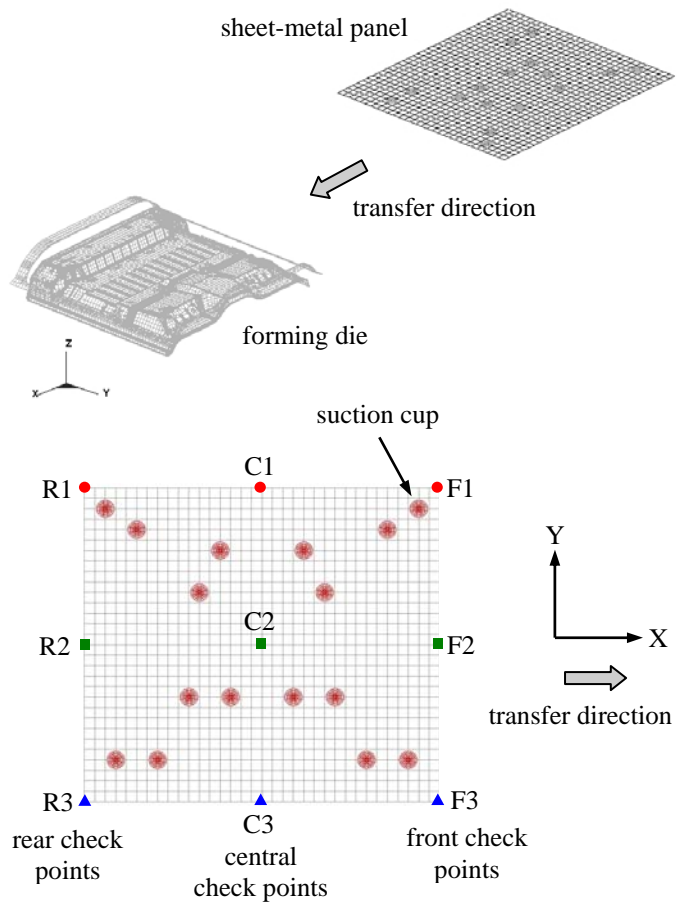 sheet-metal panel
transfer direction
forming die
Z
X
Y
suction cup
R1
C1
F1
R2
C2
F2
Y
X
transfer direction
R3
C3
F3
rear check
points
central
check points
front check
points